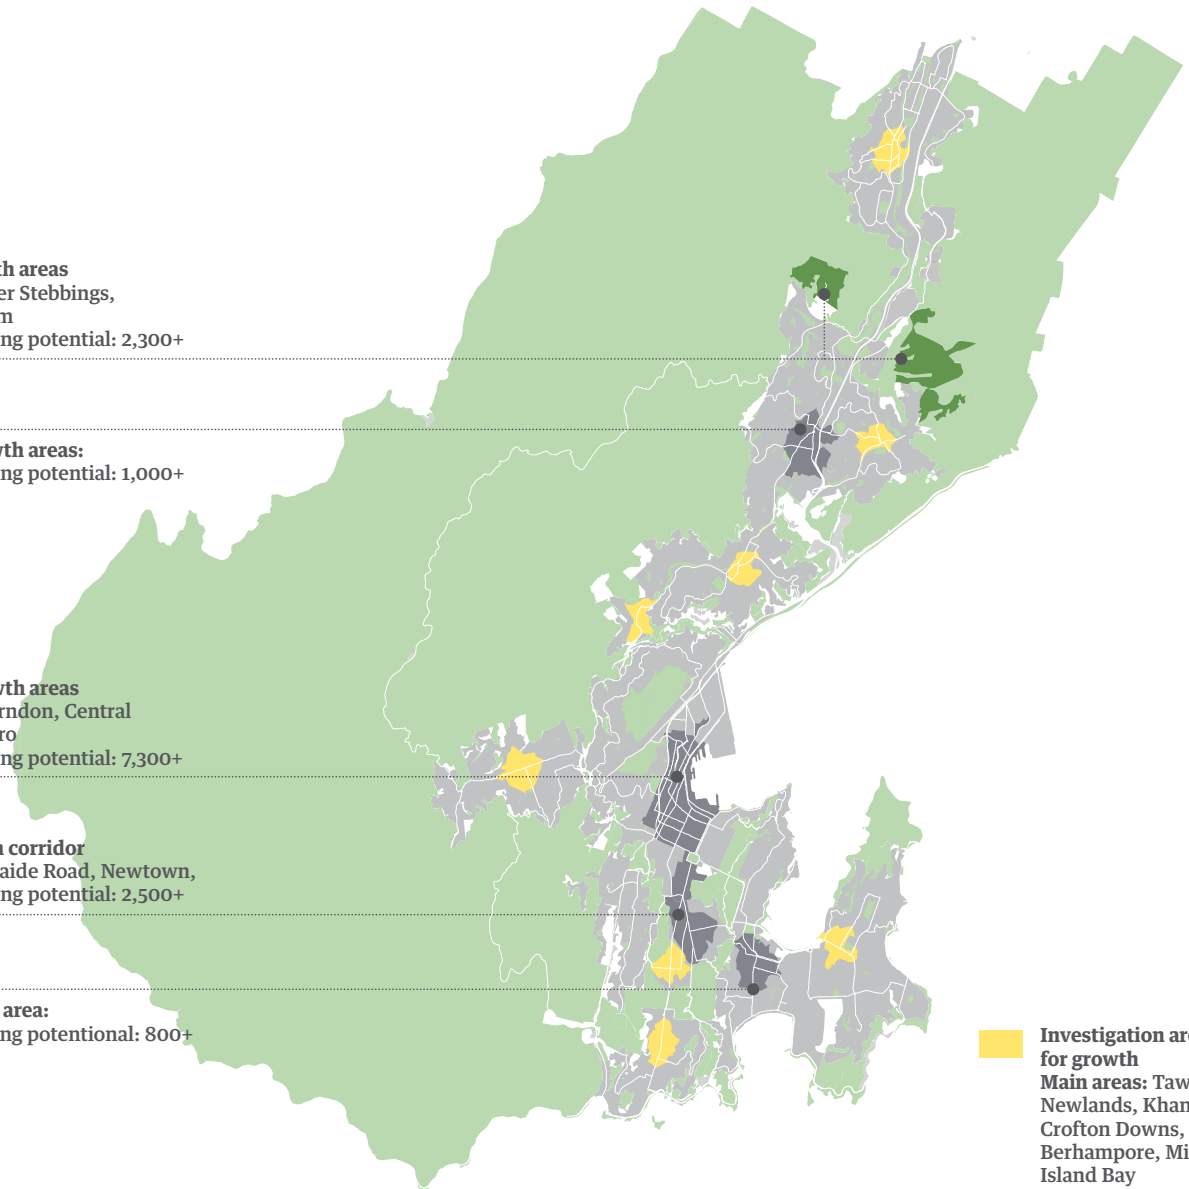 th areas
er Stebbings,
m
ng potential: 2,300+
th areas:
ng potential: 1,000+
th areas
rndon, Central
ro
ng potential: 7,300+
corridor
aide Road, Newtown,
ng potential: 2,500+
area:
ng potentional: 800+
Investigation are
for growth
Main areas: Taw
Newlands, Khan
Crofton Downs,
Berhampore, Mi
Island Bay